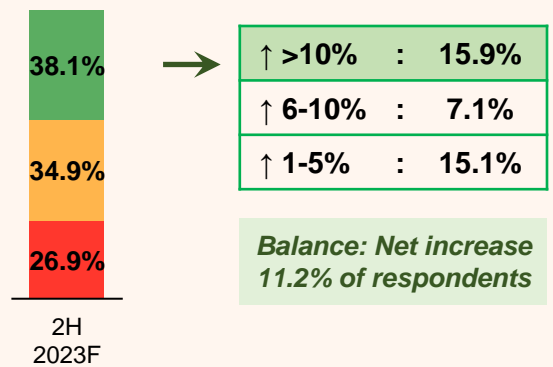 38.1%
34.9%
26.9%
2H
2023F
↑ >10% : 15.9%
↑ 6-10% : 7.1%
↑ 1-5% : 15.1%
Balance: Net increase
11.2% of respondents